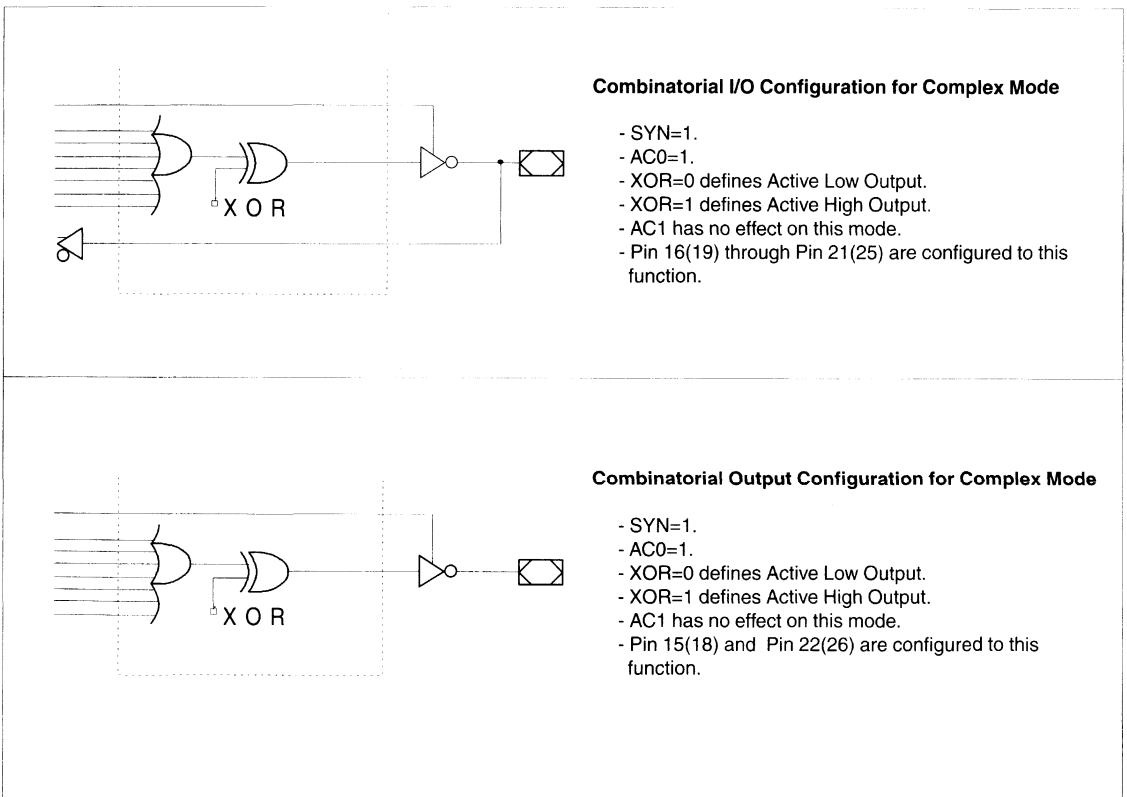 Combinatorial I/O Configuration for Complex Mode
- SYN=1.
- AC0=1.
- XOR=0 defines Active Low Output.
- XOR=1 defines Active High Output.
- AC1 has no effect on this mode.
- Pin 16(19) through Pin 21(25) are configured to this
function.
X O R
Combinatorial Output Configuration for Complex Mode
- SYN=1.
- AC0=1.
- XOR=0 defines Active Low Output.
- XOR=1 defines Active High Output.
- AC1 has no effect on this mode.
- Pin 15(18) and Pin 22(26) are configured to this
function.
X O R